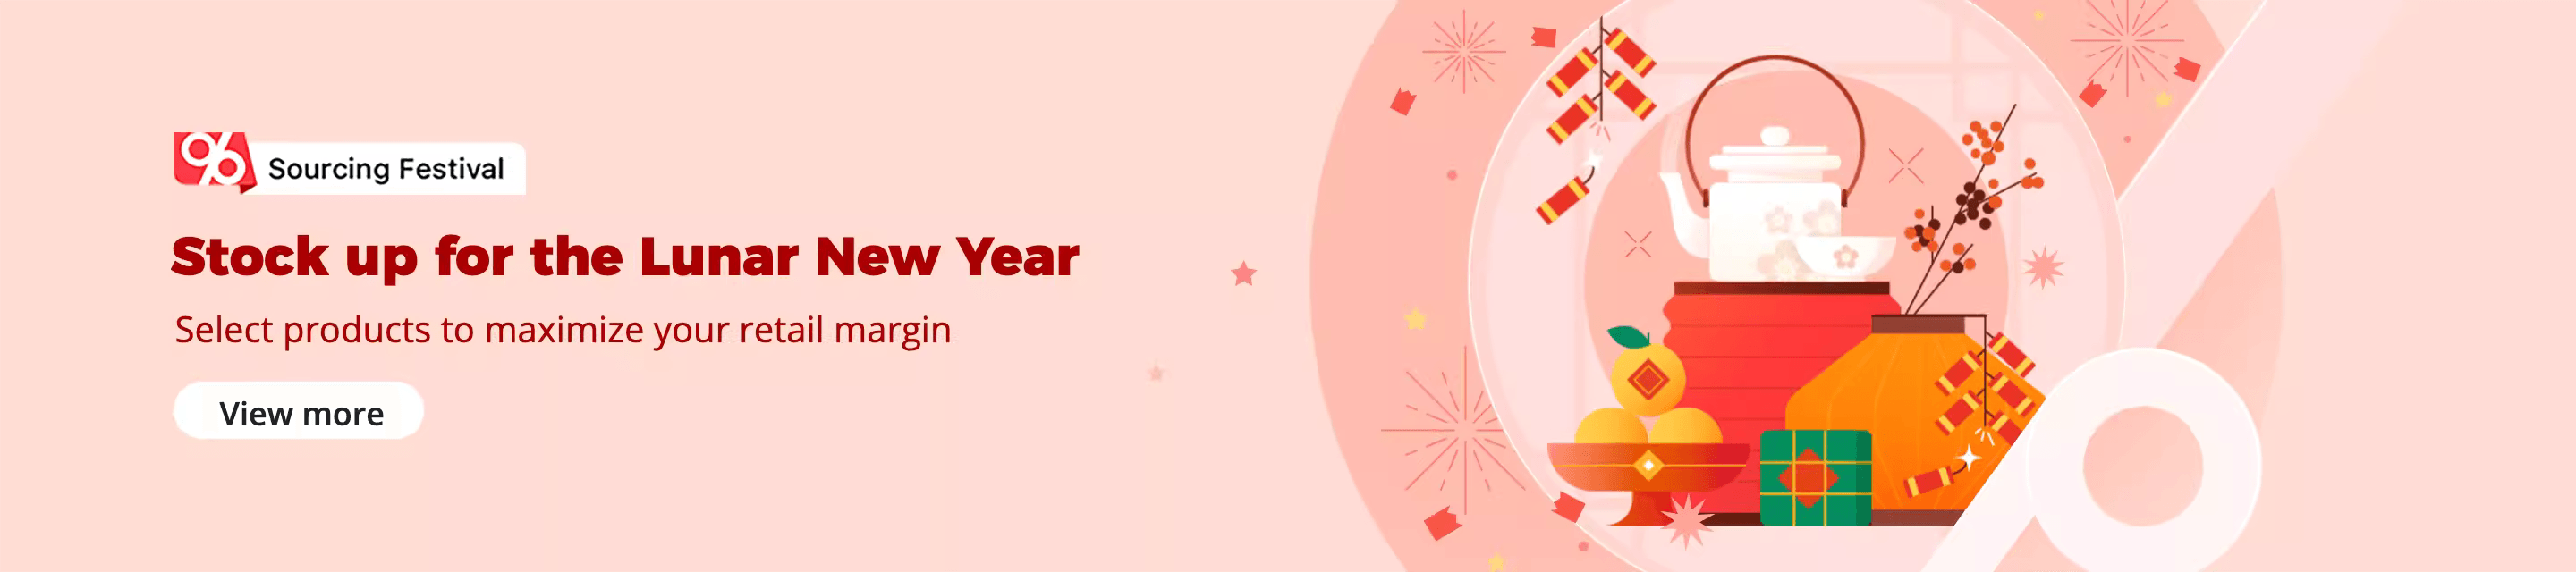 96 Sourcing Festival
Stock up for the Lunar New Year
Select products to maximize your retail margin
View more